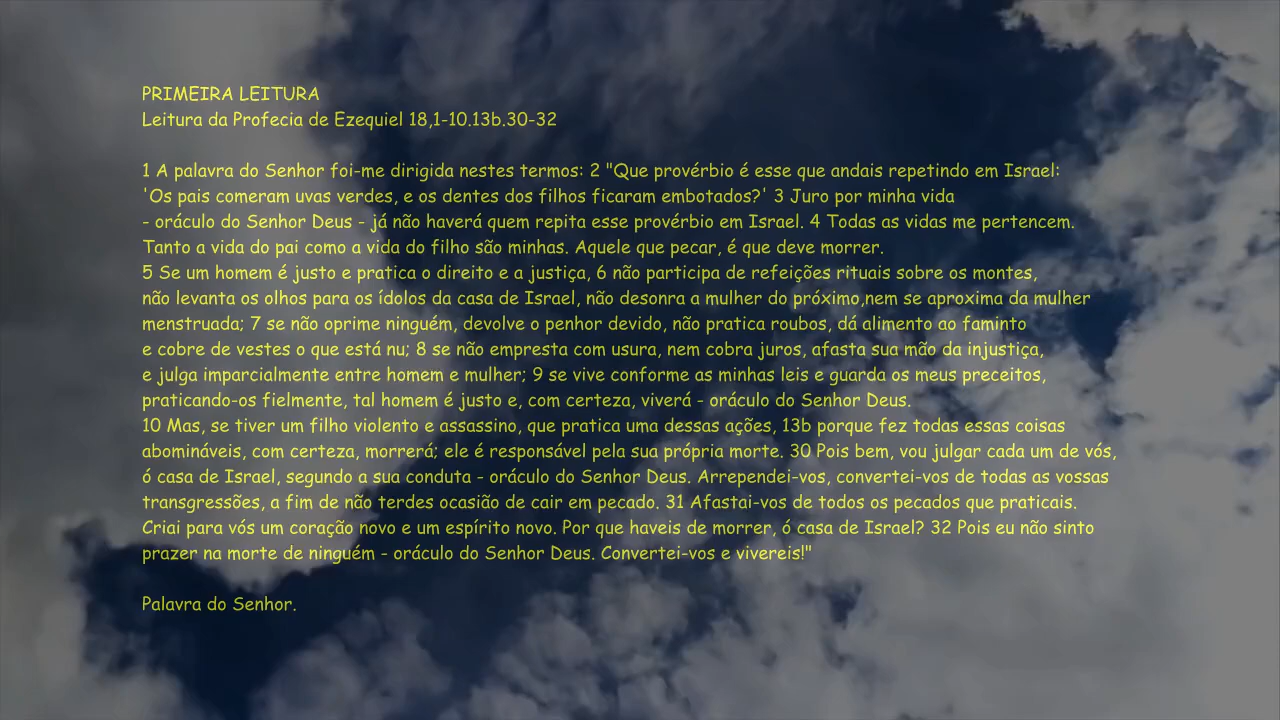 PRIMEIRA LEITURA
Leitura da Profecia de Ezequiel 18,1-10.13b.30-32
1 A palavra do Senhor foi-me dirigida nestes termos: 2 "Que provérbio é esse que andais repetindo em Israel:
'Os pais comeram uvas verdes, e os dentes dos filhos ficaram embotados?' 3 Juro por minha vida
- oráculo do Senhor Deus - já não haverá quem repita esse provérbio em Israel. 4 Todas as vidas me pertencem.
Tanto a vida do pai como a vida do filho são minhas. Aquele que pecar, é que deve morrer.
5 Se um homem é justo e pratica o direito e a justiça, 6 não participa de refeições rituais sobre os montes,
não levanta os olhos para os ídolos da casa de Israel, não desonra a mulher do próximo,nem se aproxima da mulher
menstruada; 7 se não oprime ninguém, devolve o penhor devido, não pratica roubos, dá alimento ao faminto
e cobre de vestes o que está nu; 8 se não empresta com usura, nem cobra juros, afasta sua mão da injustiça,
e julga imparcialmente entre homem e mulher; 9 se vive conforme as minhas leis e guarda os meus preceitos,
praticando-os fielmente, tal homem é justo e, com certeza, viverá - oráculo do Senhor Deus.
10 Mas, se tiver um filho violento e assassino, que pratica uma dessas ações, 13b porque fez todas essas coisas
abomináveis, com certeza, morrerá; ele é responsável pela sua própria morte. 30 Pois bem, vou julgar cada um de vós,
ó casa de Israel, segundo a sua conduta - oráculo do Senhor Deus. Arrependei-vos, convertei-vos de todas as vossas
transgressões, a fim de não terdes ocasião de cair em pecado. 31 Afastai-vos de todos os pecados que praticais.
Criai para vós um coração novo e um espírito novo. Por que haveis de morrer, ó casa de Israel? 32 Pois eu não sinto
prazer na morte de ninguém - oráculo do Senhor Deus. Convertei-vos e vivereis!"
Palavra do Senhor.